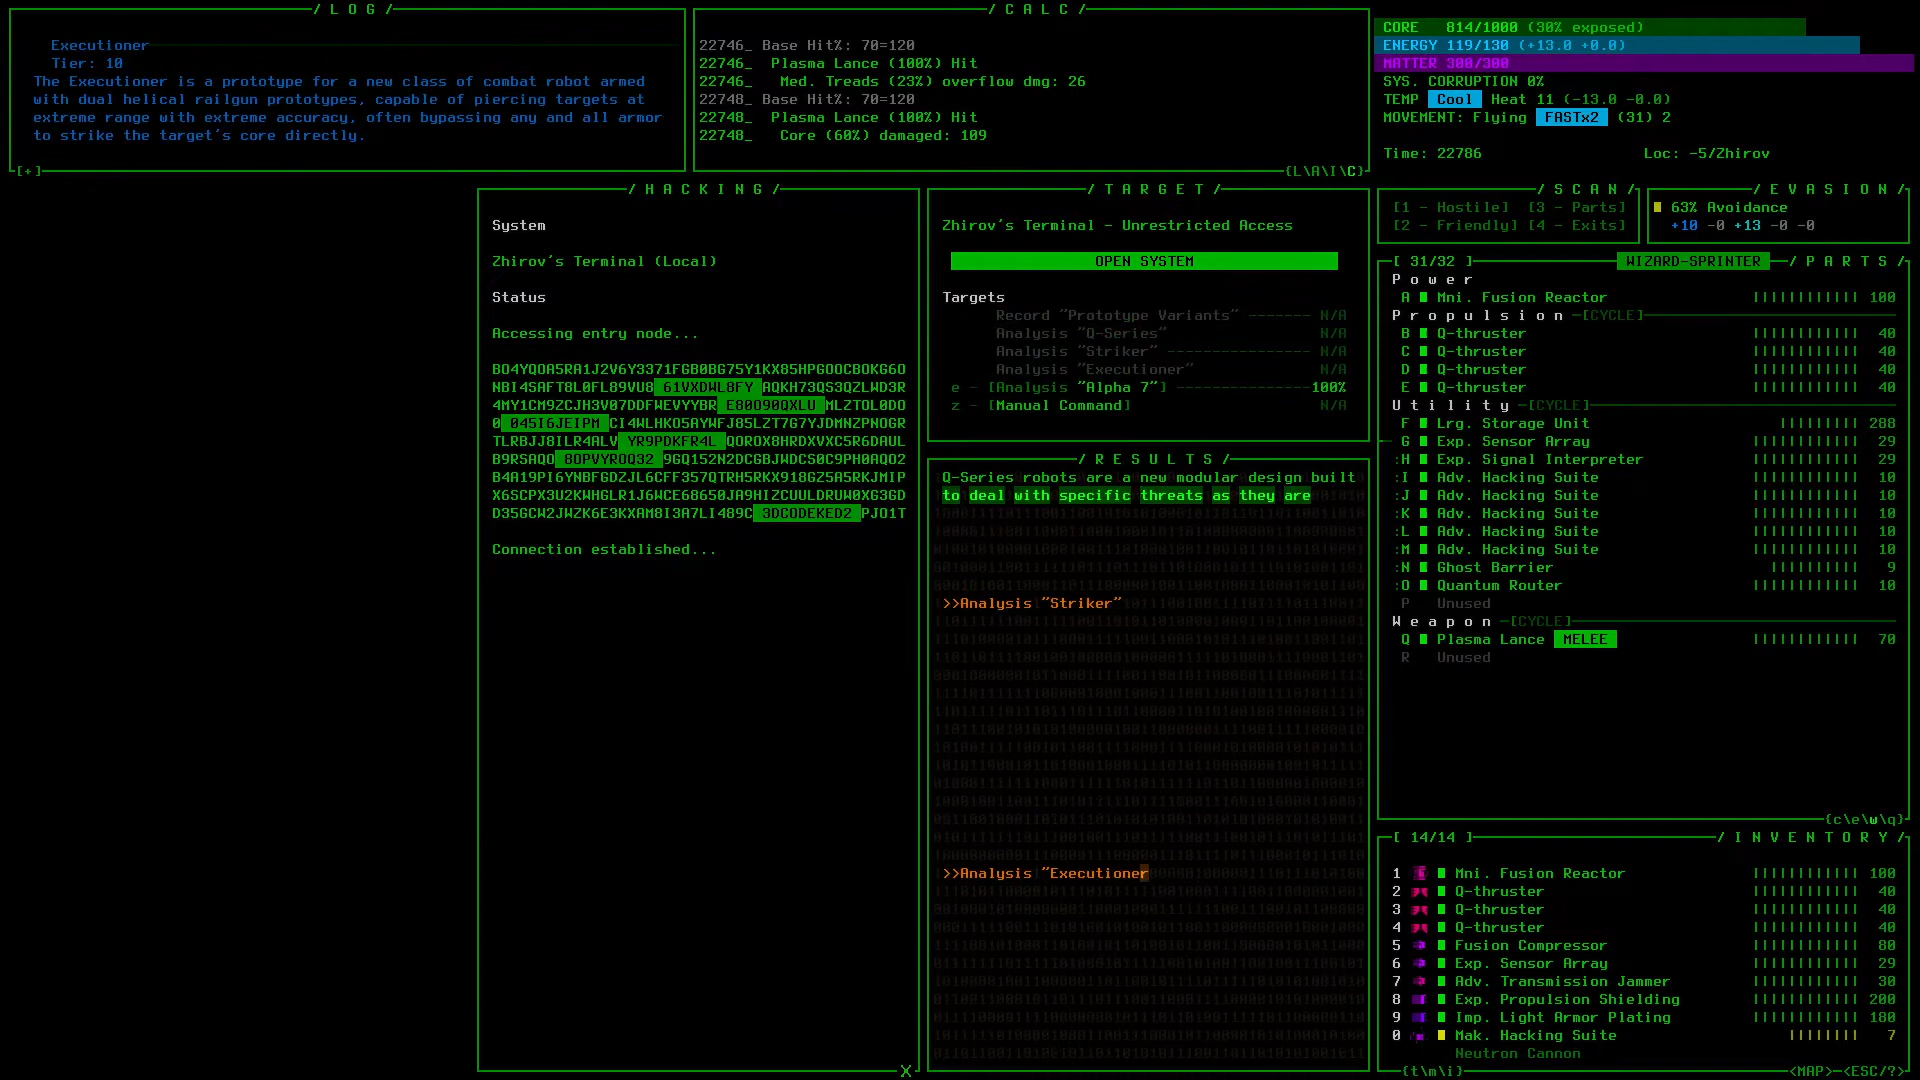 / L O G /
Executioner
Tier: 10
The Executioner is a prototype for a new class of combat robot armed
with dual helical railgun prototypes, capable of piercing targets at
extreme range with extreme accuracy, often bypassing any and all armor
to strike the target's core directly.
[+]
/ C A L C /
22746_ Base Hit%: 70=120
22746_ Plasma Lance (100%) Hit
22746_ Med. Treads (23%) overflow dmg: 26
22748_ Base Hit%: 70=120
22748_ Plasma Lance (100%) Hit
22748_ Core (60%) damaged: 109
{L\A\I\C}
CORE 814/1000 (30% exposed)
ENERGY 119/130 (+13.0 +0.0)
MATTER 300/300
SYS. CORRUPTION 0%
TEMP Cool Heat 11 (-13.0 -0.0)
MOVEMENT: Flying FASTx2 (31) 2
Time: 22786 Loc: -5/Zhirov
/ H A C K I N G /
System
Zhirov's Terminal (Local)
Status
Accessing entry node...
BO4YQOA5RA1J2V6Y3371FGB0BG75Y1KX85HPGOOCBOKG6O
NBI4SAFT8L0FL89VU8 61VXDWL8FY AQKH73QS3QZLWD3R
4MY1CM9ZCJH3V07DDFWEVYYBR E80O90QXLU MLZTOL0DO
0 045I6JEIPM CI4WLHKO5AYWFJ85LZT7G7YJDMNZPNOGR
TLRBJJ8ILR4ALV YR9PDKFR4L QOROX8HRDXVXC5R6DAUL
B9RSAQO 8OPVYROQ32 9GQ152N2DCGBJWDCS0C9PH0AQO2
B4A19PI6YNBFGDZJL6CFF357QTRH5RKX918GZ5A5RKJMIP
X6SCPX3U2KWHGLR1J6WCE68650JA9HIZCUULDRUW0XG3GD
D35GCW2JWZK6E3KXAM8I3A7LI489C 3DCODEKED2 PJO1T
Connection established...
X
/ T A R G E T /
Zhirov's Terminal - Unrestricted Access
OPEN SYSTEM
Targets
Record "Prototype Variants" ------- N/A
Analysis "Q-Series"
Analysis "Striker" ---------------- N/A
Analysis "Executioner"
e - [Analysis "Alpha 7"] ---------------100%
z - [Manual Command] N/A
/ R E S U L T S /
Q-Series robots are a new modular design built
to deal with specific threats as they are
>>Analysis "Striker"
>>Analysis "Executioner
/ S C A N /
[1 - Hostile] [3 - Parts]
[2 - Friendly] [4 - Exits]
/ E V A S I O N /
63% Avoidance
+10 -0 +13 -0 -0
[ 31/32 ] WIZARD-SPRINTER / P A R T S /
P o w e r
A Mni. Fusion Reactor 100
P r o p u l s i o n [CYCLE]
B Q-thruster 40
C Q-thruster 40
D Q-thruster 40
E Q-thruster 40
U t i l i t y [CYCLE]
F Lrg. Storage Unit 288
G Exp. Sensor Array 29
:H Exp. Signal Interpreter 29
:I Adv. Hacking Suite 10
:J Adv. Hacking Suite 10
:K Adv. Hacking Suite 10
:L Adv. Hacking Suite 10
:M Adv. Hacking Suite 10
:N Ghost Barrier 9
:O Quantum Router 10
P Unused
W e a p o n [CYCLE]
Q Plasma Lance MELEE 70
R Unused
{c\e\w\q}
[ 14/14 ] / I N V E N T O R Y /
1 Mni. Fusion Reactor 100
2 Q-thruster 40
3 Q-thruster 40
4 Q-thruster 40
5 Fusion Compressor 80
6 Exp. Sensor Array 29
7 Adv. Transmission Jammer 30
8 Exp. Propulsion Shielding 200
9 Imp. Light Armor Plating 180
0 Mak. Hacking Suite 7
Neutron Cannon
{t\m\i} <MAP> <ESC/?>